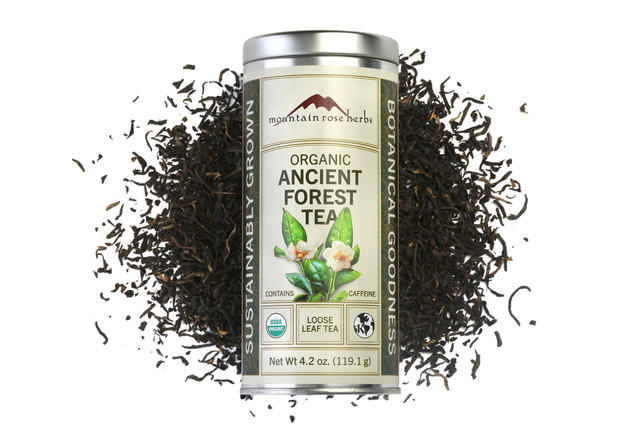 mountain rose herbs
ORGANIC
ANCIENT
FOREST
TEA
CONTAINS CAFFEINE
USDA
ORGANIC
LOOSE
LEAF TEA
K
Net Wt 4.2 oz. (119.1 g)
SUSTAINABLY GROWN
BOTANICAL GOODNESS